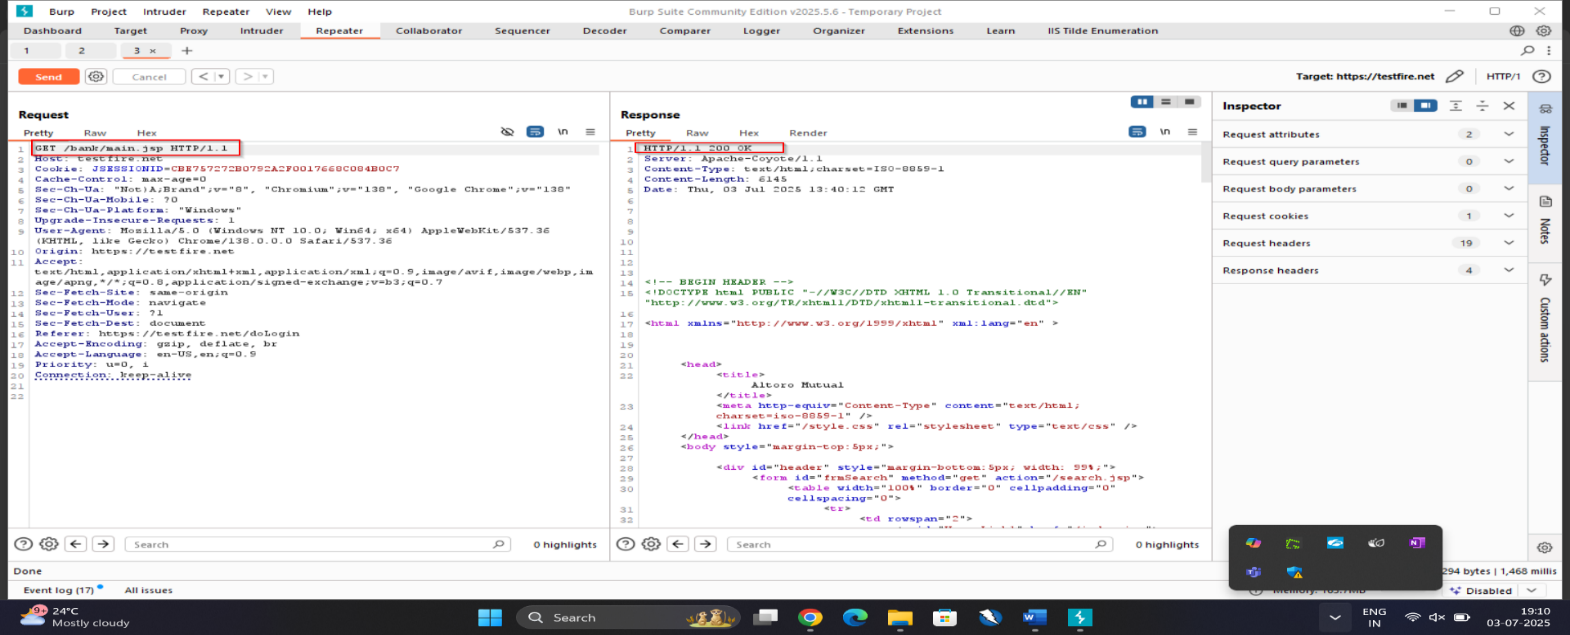 Burp Project Intruder Repeater View Help
Burp Suite Community Edition v2025.5.6 - Temporary Project
Dashboard Target Proxy Intruder Repeater Collaborator Sequencer Decoder Comparer Logger Organizer Extensions Learn IIS Tilde Enumeration
1 2 3 × +
Send Cancel < >
Target: https://testfire.net HTTP/1
Request
Pretty Raw Hex
\n
1 GET /bank/main.jsp HTTP/1.1
2 Host: testfire.net
3 Cookie: JSESSIONID=CBE757272B0792A2F0017668C084B0C7
4 Cache-Control: max-age=0
5 Sec-Ch-Ua: "Not)A;Brand";v="8", "Chromium";v="138", "Google Chrome";v="138"
6 Sec-Ch-Ua-Mobile: ?0
7 Sec-Ch-Ua-Platform: "Windows"
8 Upgrade-Insecure-Requests: 1
9 User-Agent: Mozilla/5.0 (Windows NT 10.0; Win64; x64) AppleWebKit/537.36
(KHTML, like Gecko) Chrome/138.0.0.0 Safari/537.36
10 Origin: https://testfire.net
11 Accept:
text/html,application/xhtml+xml,application/xml;q=0.9,image/avif,image/webp,im
age/apng,*/*;q=0.8,application/signed-exchange;v=b3;q=0.7
12 Sec-Fetch-Site: same-origin
13 Sec-Fetch-Mode: navigate
14 Sec-Fetch-User: ?1
15 Sec-Fetch-Dest: document
16 Referer: https://testfire.net/doLogin
17 Accept-Encoding: gzip, deflate, br
18 Accept-Language: en-US,en;q=0.9
19 Priority: u=0, i
20 Connection: keep-alive
21
22
Search 0 highlights
Response
Pretty Raw Hex Render
\n
1 HTTP/1.1 200 OK
2 Server: Apache-Coyote/1.1
3 Content-Type: text/html;charset=ISO-8859-1
4 Content-Length: 6145
5 Date: Thu, 03 Jul 2025 13:40:12 GMT
6
7
8
9
10
11
12
13
14 <!-- BEGIN HEADER -->
15 <!DOCTYPE html PUBLIC "-//W3C//DTD XHTML 1.0 Transitional//EN"
"http://www.w3.org/TR/xhtml1/DTD/xhtml1-transitional.dtd">
16
17 <html xmlns="http://www.w3.org/1999/xhtml" xml:lang="en" >
18
19
20
21 <head>
22 <title>
Altoro Mutual
</title>
23 <meta http-equiv="Content-Type" content="text/html;
charset=iso-8859-1" />
24 <link href="/style.css" rel="stylesheet" type="text/css" />
25 </head>
26 <body style="margin-top:5px;">
27
28 <div id="header" style="margin-bottom:5px; width: 99%;">
29 <form id="frmSearch" method="get" action="/search.jsp">
30 <table width="100%" border="0" cellpadding="0"
cellspacing="0">
31 <tr>
32 <td rowspan="2">
Search 0 highlights
Inspector
Request attributes 2
Request query parameters 0
Request body parameters 0
Request cookies 1
Request headers 19
Response headers 4
Inspector
Notes
Custom actions
Done
294 bytes | 1,468 millis
Event log (17) All issues
Disabled
9+
24°C
Mostly cloudy
Search
ENG
IN
19:10
03-07-2025